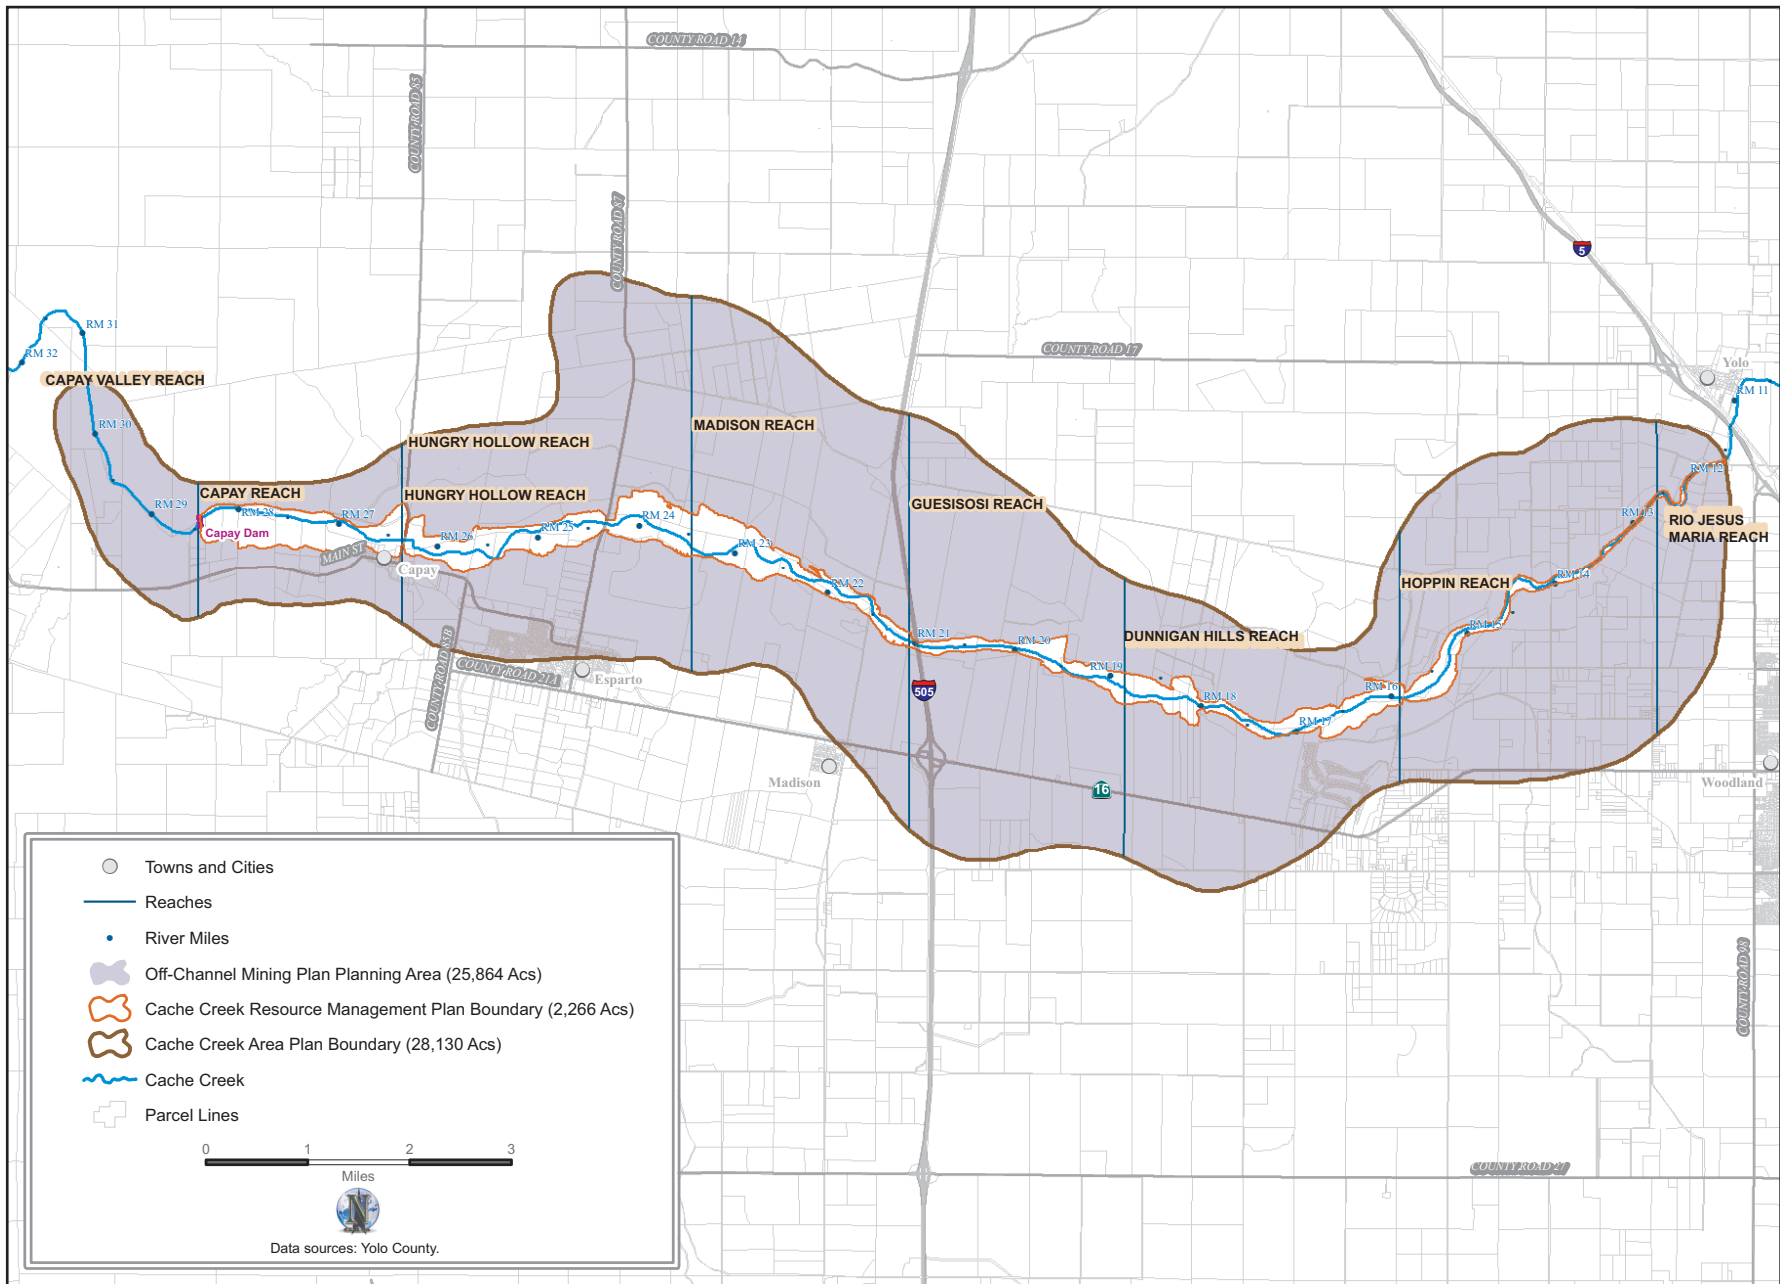 COUNTY ROAD 14
COUNTY ROAD 85
COUNTY ROAD 87
5
RM 31
RM 32
COUNTY ROAD 17
Yolo
CAPAY VALLEY REACH
RM 11
RM 30
MADISON REACH
HUNGRY HOLLOW REACH
RM 12
CAPAY REACH
HUNGRY HOLLOW REACH
RM 29
RM 28
RM 27
GUESISOSI REACH
RM 24
RM 13
RIO JESUS
MARIA REACH
Capay Dam
RM 26
RM 25
RM 23
MAIN ST
Capay
RM 22
HOPPIN REACH
RM 14
RM 15
RM 21
RM 20
DUNNIGAN HILLS REACH
COUNTY ROAD 85B
COUNTY ROAD 21A
Esparto
RM 19
505
RM 18
RM 16
RM 17
Madison
16
Woodland
Towns and Cities
Reaches
River Miles
Off-Channel Mining Plan Planning Area (25,864 Acs)
Cache Creek Resource Management Plan Boundary (2,266 Acs)
Cache Creek Area Plan Boundary (28,130 Acs)
Cache Creek
Parcel Lines
0 1 2 3
Miles
N
Data sources: Yolo County.
COUNTY ROAD 98
COUNTY ROAD 27